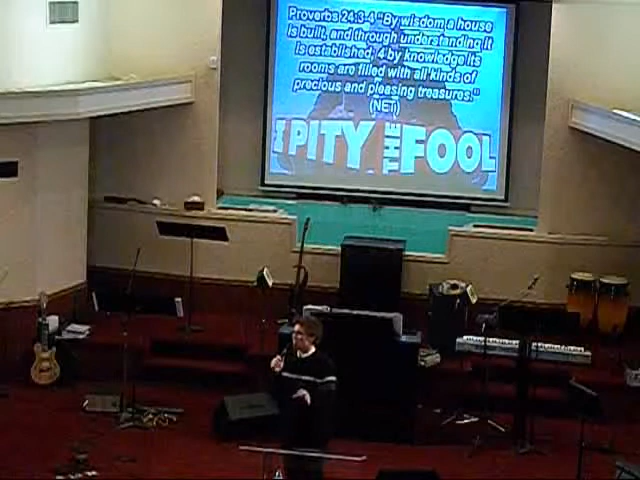 Proverbs 24:3-4 "By wisdom a house
is built, and through understanding it
is established; 4 by knowledge its
rooms are filled with all kinds of
precious and pleasing treasures."
(NET)
I PITY THE FOOL